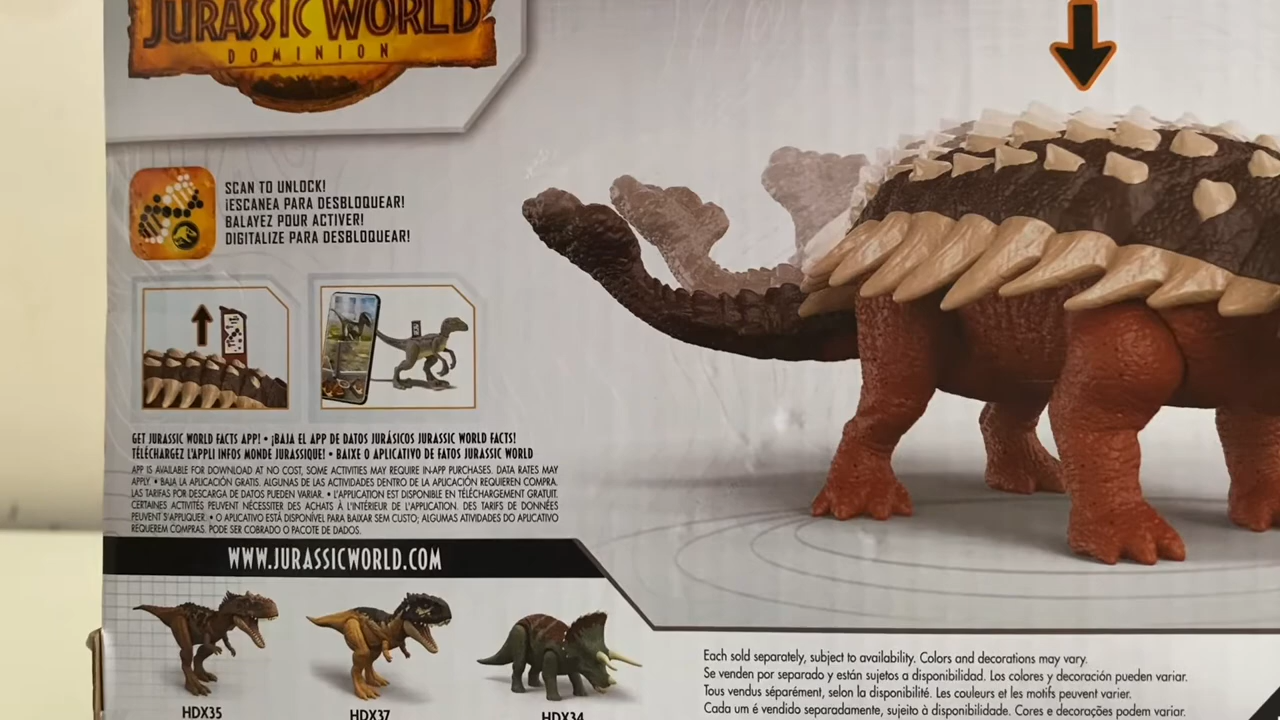 JURASSIC WORLD
DOMINION
SCAN TO UNLOCK!
¡ESCANEA PARA DESBLOQUEAR!
BALAYEZ POUR ACTIVER!
DIGITALIZE PARA DESBLOQUEAR!
GET JURASSIC WORLD FACTS APP! • ¡BAJA EL APP DE DATOS JURÁSICOS JURASSIC WORLD FACTS!
TÉLÉCHARGEZ L'APPLI INFOS MONDE JURASSIQUE! • BAIXE O APLICATIVO DE FATOS JURASSIC WORLD
APP IS AVAILABLE FOR DOWNLOAD AT NO COST, SOME ACTIVITIES MAY REQUIRE IN-APP PURCHASES. DATA RATES MAY
APPLY. • BAJA LA APLICACIÓN GRATIS. ALGUNAS DE LAS ACTIVIDADES DENTRO DE LA APLICACIÓN REQUIEREN COMPRA.
LAS TARIFAS POR DESCARGA DE DATOS PUEDEN VARIAR. • L'APPLICATION EST DISPONIBLE EN TÉLÉCHARGEMENT GRATUIT.
CERTAINES ACTIVITÉS PEUVENT NÉCESSITER DES ACHATS À L'INTÉRIEUR DE L'APPLICATION. DES TARIFS DE DONNÉES
PEUVENT S'APPLIQUER. • O APLICATIVO ESTÁ DISPONÍVEL PARA BAIXAR SEM CUSTO; ALGUMAS ATIVIDADES DO APLICATIVO
REQUEREM COMPRAS. PODE SER COBRADO O PACOTE DE DADOS.
WWW.JURASSICWORLD.COM
HDX35
HDX37
HDX34
Each sold separately, subject to availability. Colors and decorations may vary.
Se venden por separado y están sujetos a disponibilidad. Los colores y decoración pueden variar.
Tous vendus séparément, selon la disponibilité. Les couleurs et les motifs peuvent varier.
Cada um é vendido separadamente, sujeito à disponibilidade. Cores e decorações podem variar.